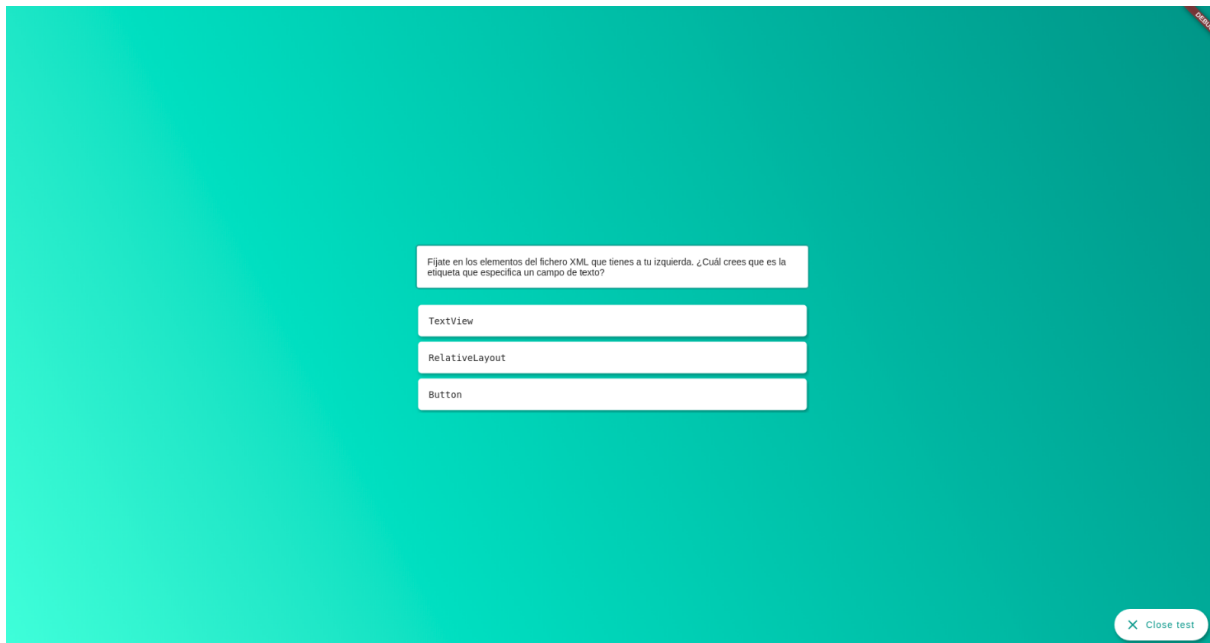 Fíjate en los elementos del fichero XML que tienes a tu izquierda. ¿Cuál crees que es la
etiqueta que especifica un campo de texto?
TextView
RelativeLayout
Button
Close test